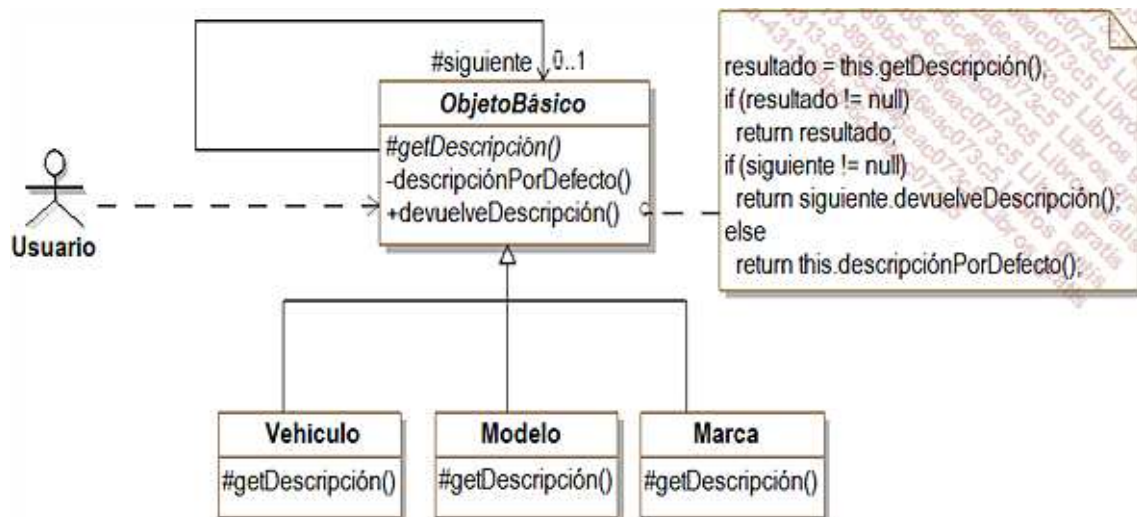 #siguiente 0..1
ObjetoBásico
#getDescripción()
-descripciónPorDefecto()
+devuelveDescripción()
Usuario
resultado = this.getDescripción();
if (resultado != null)
return resultado;
if (siguiente != null)
return siguiente.devuelveDescripción();
else
return this.descripciónPorDefecto();
Vehículo
#getDescripción()
Modelo
#getDescripción()
Marca
#getDescripción()